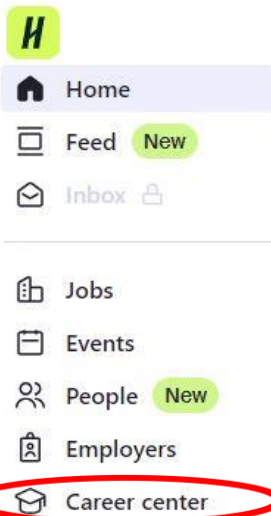 H
Home
Feed New
Inbox
Jobs
Events
People New
Employers
Career center